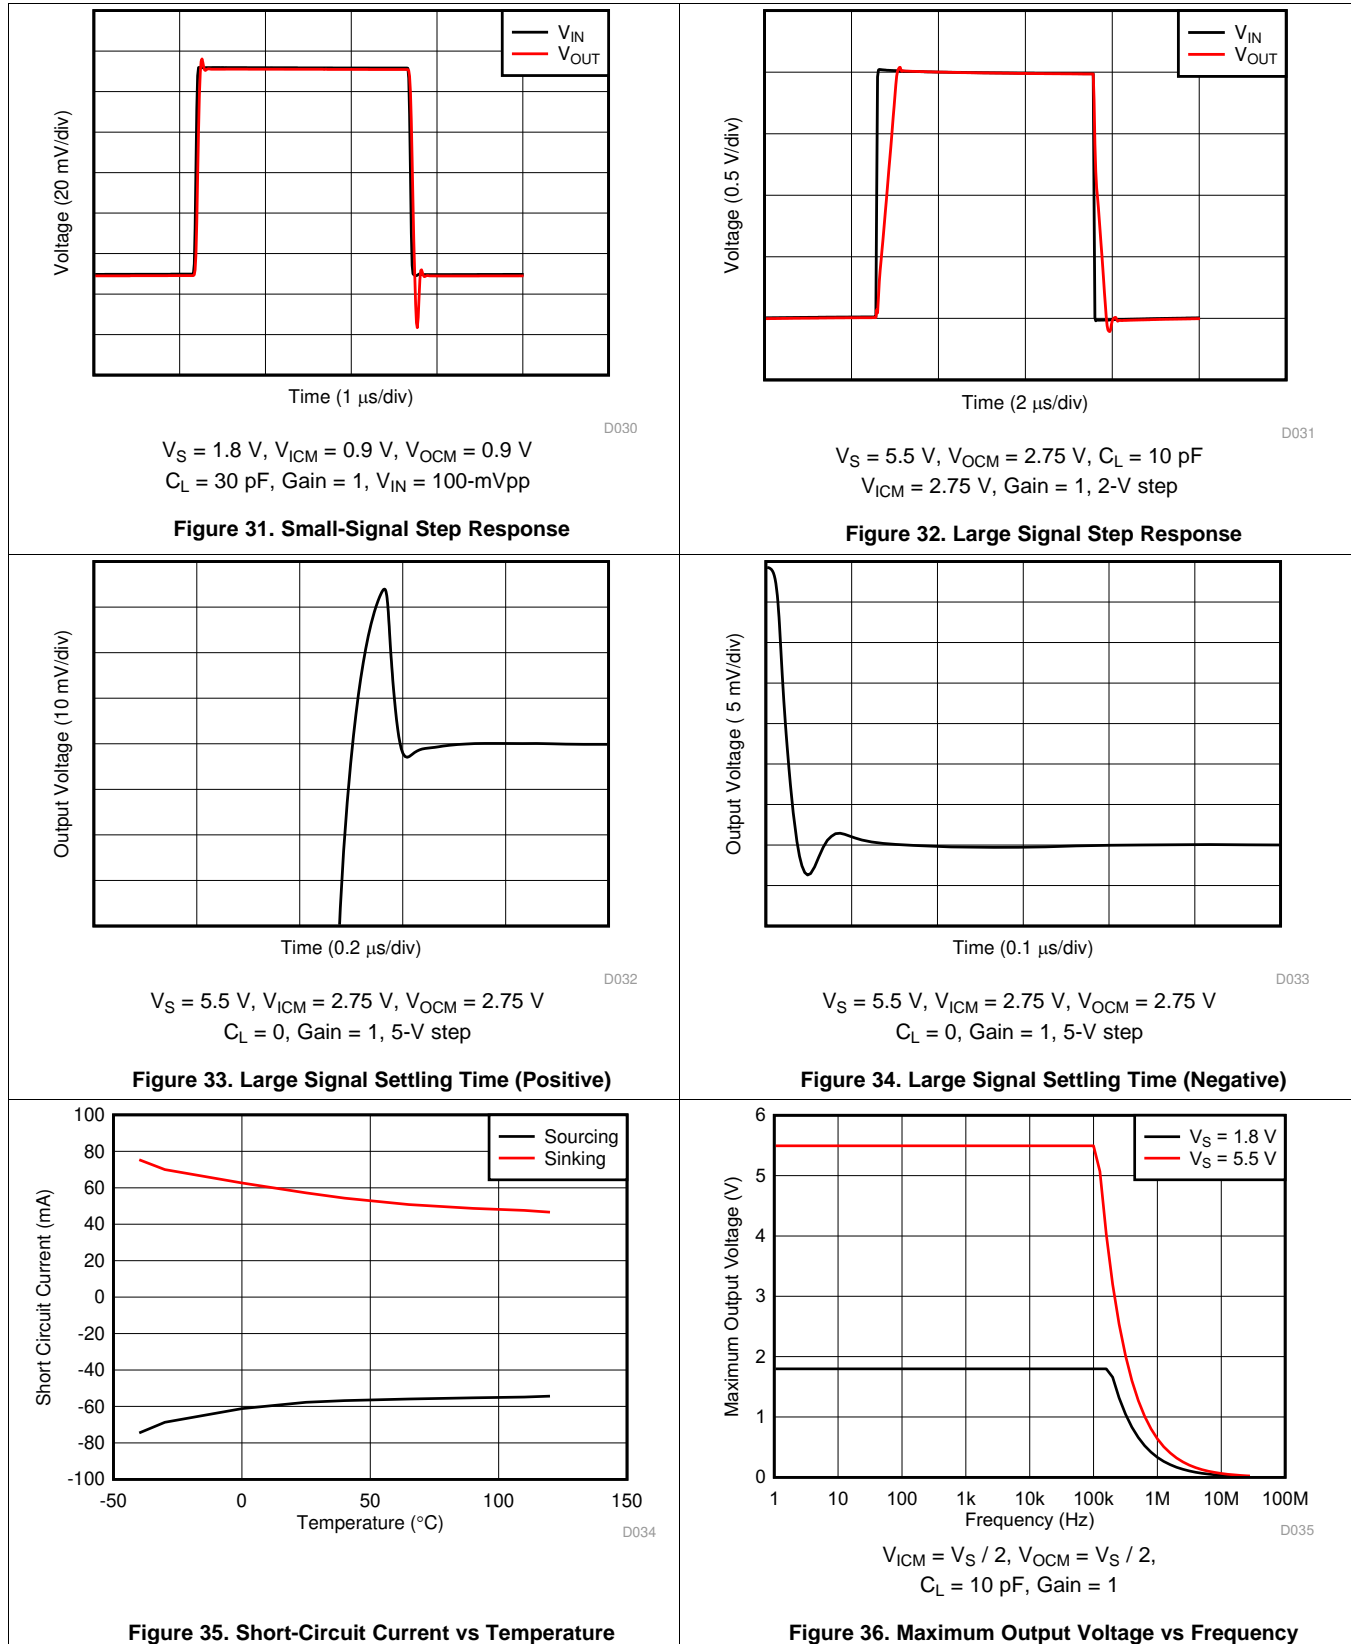 Voltage (20 mV/div)
VIN
VOUT
Time (1 μs/div)
D030
VS = 1.8 V, VICM = 0.9 V, VOCM = 0.9 V
CL = 30 pF, Gain = 1, VIN = 100-mVpp
Figure 31. Small-Signal Step Response
Voltage (0.5 V/div)
VIN
VOUT
Time (2 μs/div)
D031
VS = 5.5 V, VOCM = 2.75 V, CL = 10 pF
VICM = 2.75 V, Gain = 1, 2-V step
Figure 32. Large Signal Step Response
Output Voltage (10 mV/div)
Time (0.2 μs/div)
D032
VS = 5.5 V, VICM = 2.75 V, VOCM = 2.75 V
CL = 0, Gain = 1, 5-V step
Figure 33. Large Signal Settling Time (Positive)
Output Voltage ( 5 mV/div)
Time (0.1 μs/div)
D033
VS = 5.5 V, VICM = 2.75 V, VOCM = 2.75 V
CL = 0, Gain = 1, 5-V step
Figure 34. Large Signal Settling Time (Negative)
Short Circuit Current (mA)
100
80
60
40
20
0
-20
-40
-60
-80
-100
Sourcing
Sinking
-50 0 50 100 150
Temperature (°C)
D034
Figure 35. Short-Circuit Current vs Temperature
Maximum Output Voltage (V)
6
5
4
3
2
1
0
VS = 1.8 V
VS = 5.5 V
1 10 100 1k 10k 100k 1M 10M 100M
Frequency (Hz)
D035
VICM = VS / 2, VOCM = VS / 2,
CL = 10 pF, Gain = 1
Figure 36. Maximum Output Voltage vs Frequency